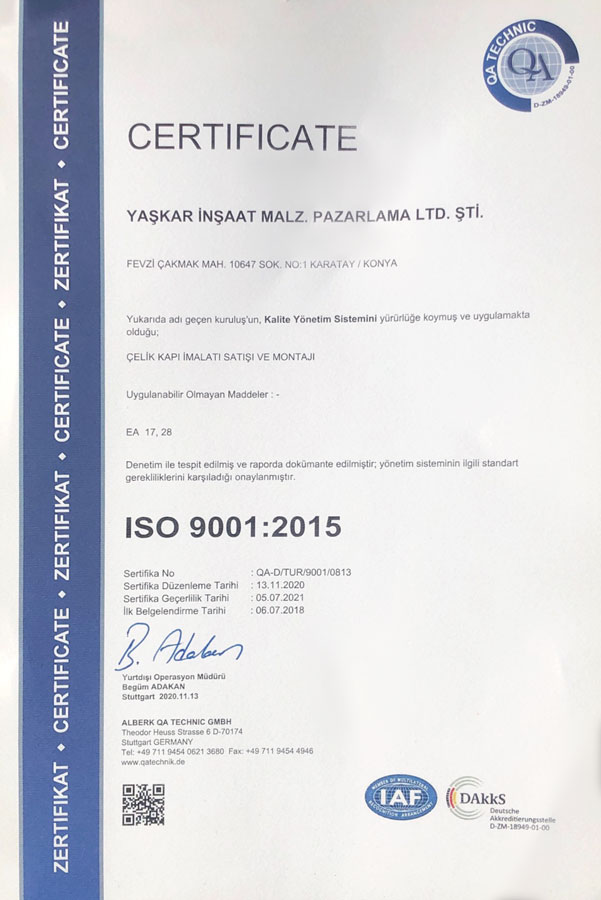 ZERTIFIKAT ◆ CERTIFICATE ◆ ZERTIFIKAT ◆ CERTIFICATE ◆ ZERTIFIKAT ◆ CERTIFICATE
QA TECHNIC
QA
D-ZM-18949-01-00
CERTIFICATE
YAŞKAR İNŞAAT MALZ. PAZARLAMA LTD. ŞTİ.
FEVZİ ÇAKMAK MAH. 10647 SOK. NO:1 KARATAY / KONYA
Yukarıda adı geçen kuruluş'un, Kalite Yönetim Sistemini yürürlüğe koymuş ve uygulamakta
olduğu;
ÇELİK KAPI İMALATI SATIŞI VE MONTAJI
Uygulanabilir Olmayan Maddeler : -
EA 17, 28
Denetim ile tespit edilmiş ve raporda dokümante edilmiştir; yönetim sisteminin ilgili standart
gerekliliklerini karşıladığı onaylanmıştır.
ISO 9001:2015
Sertifika No : QA-D/TUR/9001/0813
Sertifika Düzenleme Tarihi : 13.11.2020
Sertifika Geçerlilik Tarihi : 05.07.2021
İlk Belgelendirme Tarihi : 06.07.2018
B. Adakan
Yurtdışı Operasyon Müdürü
Begüm ADAKAN
Stuttgart 2020.11.13
ALBERK QA TECHNIC GMBH
Theodor Heuss Strasse 6 D-70174
Stuttgart GERMANY
Tel: +49 711 9454 0621 3680 Fax: +49 711 9454 4946
www.qatechnik.de
MEMBER OF MULTILATERAL
IAF
RECOGNITION ARRANGEMENT
DAkkS
Deutsche
Akkreditierungsstelle
D-ZM-18949-01-00